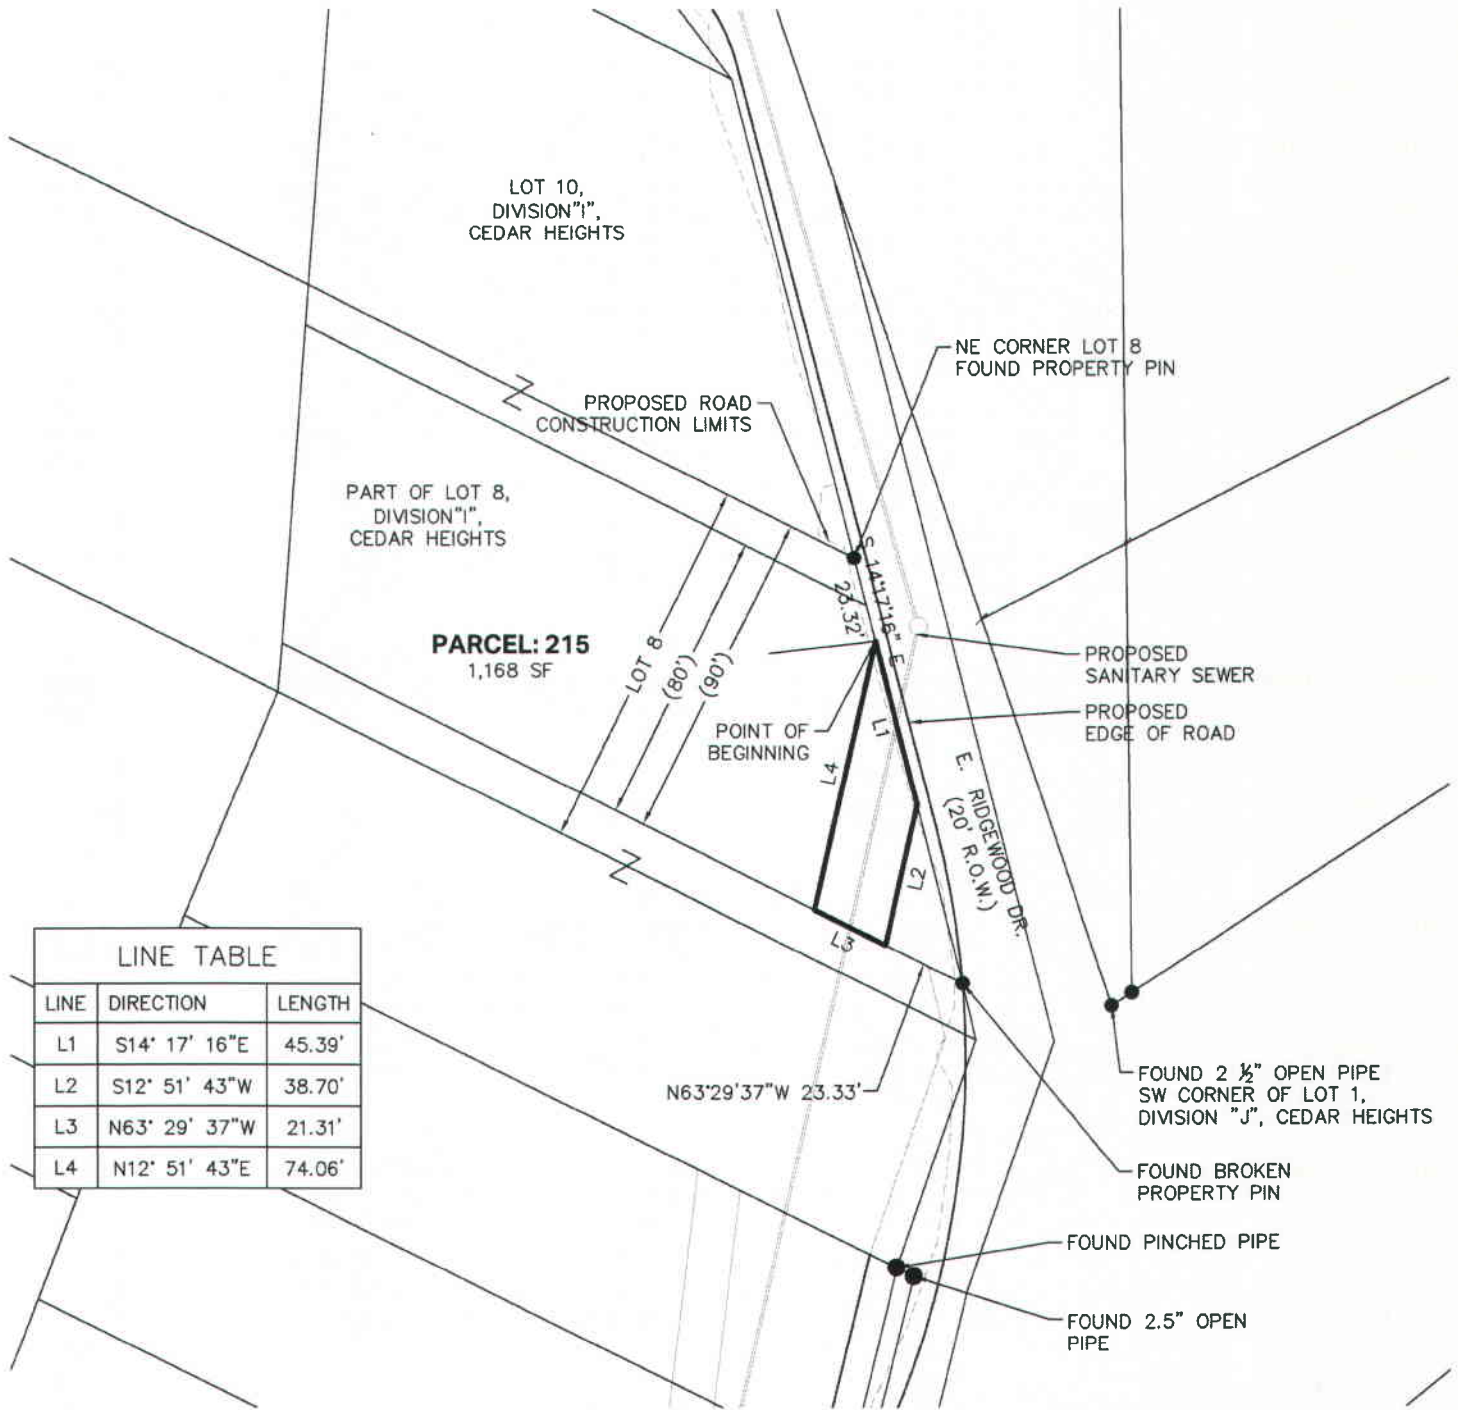 LOT 10,
DIVISION"I",
CEDAR HEIGHTS
NE CORNER LOT 8
FOUND PROPERTY PIN
PROPOSED ROAD
CONSTRUCTION LIMITS
PART OF LOT 8,
DIVISION"I",
CEDAR HEIGHTS
S 14°17'16" E
23.32'
PARCEL: 215
1,168 SF
LOT 8
(80')
(90')
PROPOSED
SANITARY SEWER
PROPOSED
EDGE OF ROAD
POINT OF
BEGINNING
L1
L4
L2
L3
E. RIDGEWOOD DR.
(20' R.O.W.)
LINE TABLE
LINE DIRECTION LENGTH
L1 S14° 17' 16"E 45.39'
L2 S12° 51' 43"W 38.70'
L3 N63° 29' 37"W 21.31'
L4 N12° 51' 43"E 74.06'
N63°29'37"W 23.33'
FOUND 2 ½" OPEN PIPE
SW CORNER OF LOT 1,
DIVISION "J", CEDAR HEIGHTS
FOUND BROKEN
PROPERTY PIN
FOUND PINCHED PIPE
FOUND 2.5" OPEN
PIPE